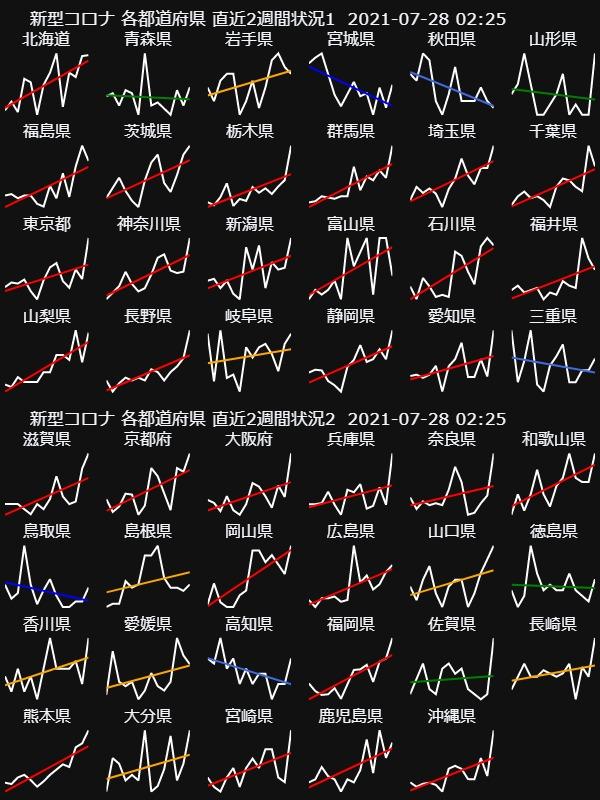 新型コロナ 各都道府県 直近2週間状況1 2021-07-28 02:25
北海道 青森県 岩手県 宮城県 秋田県 山形県
福島県 茨城県 栃木県 群馬県 埼玉県 千葉県
東京都 神奈川県 新潟県 富山県 石川県 福井県
山梨県 長野県 岐阜県 静岡県 愛知県 三重県
新型コロナ 各都道府県 直近2週間状況2 2021-07-28 02:25
滋賀県 京都府 大阪府 兵庫県 奈良県 和歌山県
鳥取県 島根県 岡山県 広島県 山口県 徳島県
香川県 愛媛県 高知県 福岡県 佐賀県 長崎県
熊本県 大分県 宮崎県 鹿児島県 沖縄県